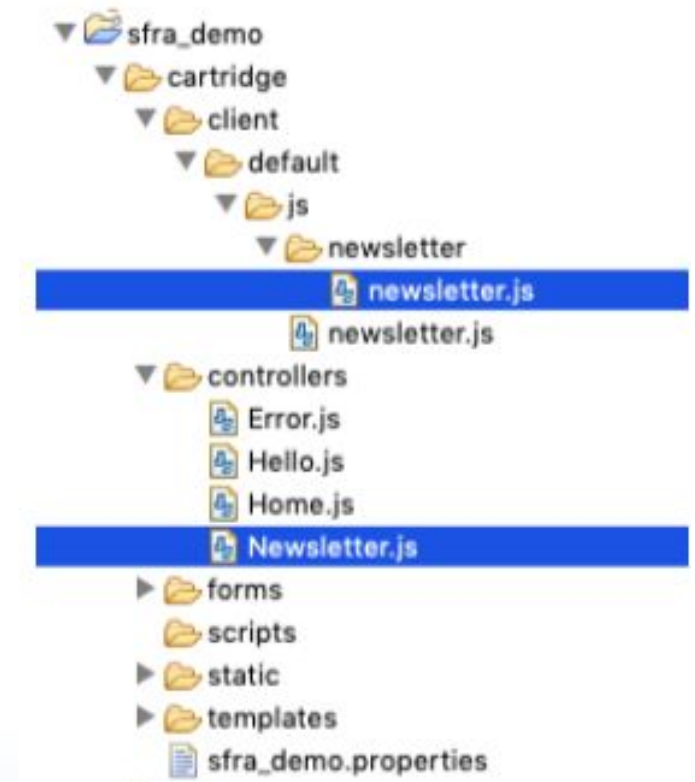 sfra_demo
cartridge
client
default
js
newsletter
newsletter.js
newsletter.js
controllers
Error.js
Hello.js
Home.js
Newsletter.js
forms
scripts
static
templates
sfra_demo.properties